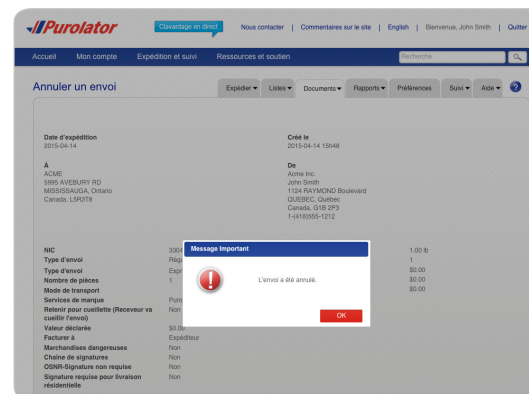 Purolator
Clavardage en direct
Nous contacter | Commentaires sur le site | English | Bienvenue, John Smith | Quitter
Accueil Mon compte Expédition et suivi Ressources et soutien Recherche
Annuler un envoi
Expédier Listes Documents Rapports Préférences Suivi Aide ?
Date d'expédition
2015-04-14
Créé le
2015-04-14 15h48
À
ACME
5995 AVEBURY RD
MISSISSAUGA, Ontario
Canada, L5R3T8
De
Acme Inc.
John Smith
1124 RAYMOND Boulevard
QUEBEC, Québec
Canada, G1B 2P3
1-(418)555-1212
Message Important
L'envoi a été annulé.
OK
NIC 3304 1.00 lb
Type d'envoi Régu 1
Type d'envoi Expr $0.00
Nombre de pièces 1 $0.00
Mode de transport $0.00
Services de marque Puro
Retenir pour cueillette (Receveur va Non
cueillir l'envoi)
Valeur déclarée $0.00
Facturer à Expéditeur
Marchandises dangereuses Non
Chaîne de signatures Non
OSNR-Signature non requise Non
Signature requise pour livraison Non
résidentielle